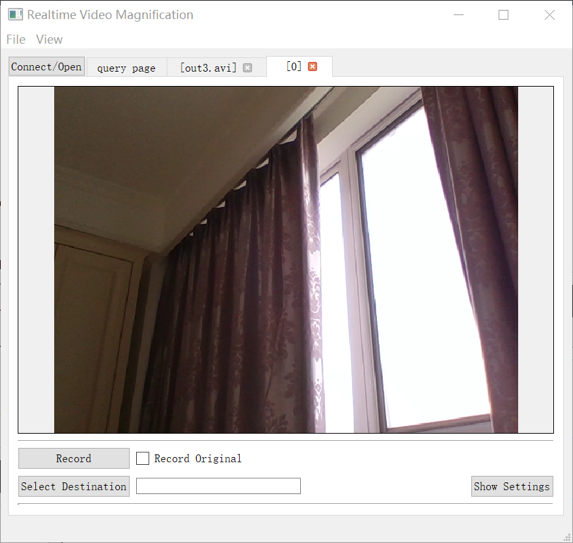 Realtime Video Magnification
File View
Connect/Open query page [out3.avi] [0]
Record Record Original
Select Destination Show Settings